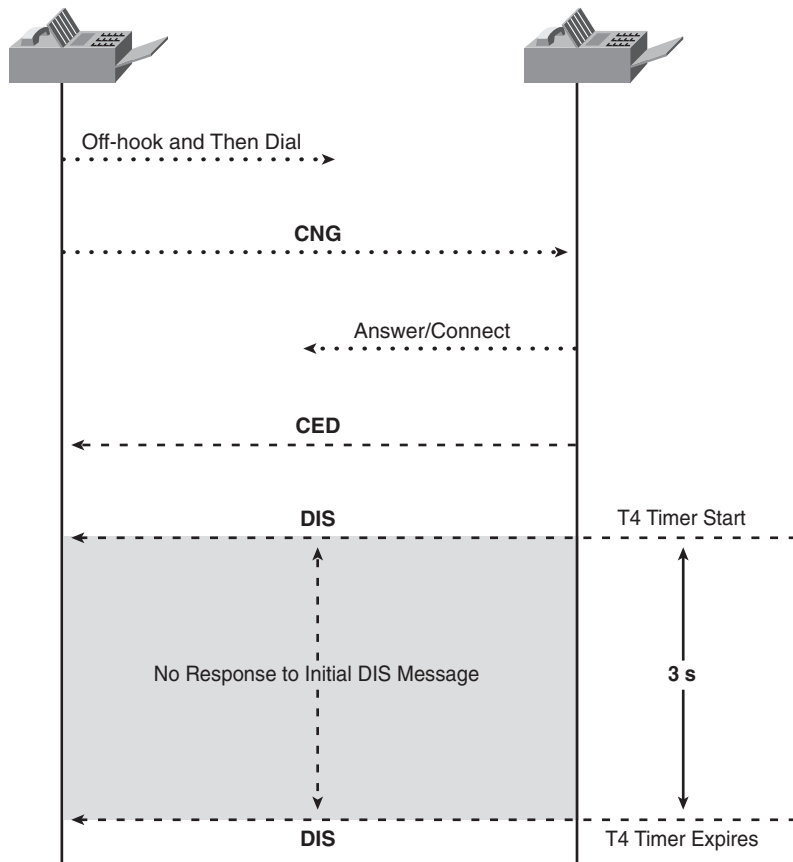 Off-hook and Then Dial
CNG
Answer/Connect
CED
DIS
T4 Timer Start
No Response to Initial DIS Message
3 s
DIS
T4 Timer Expires